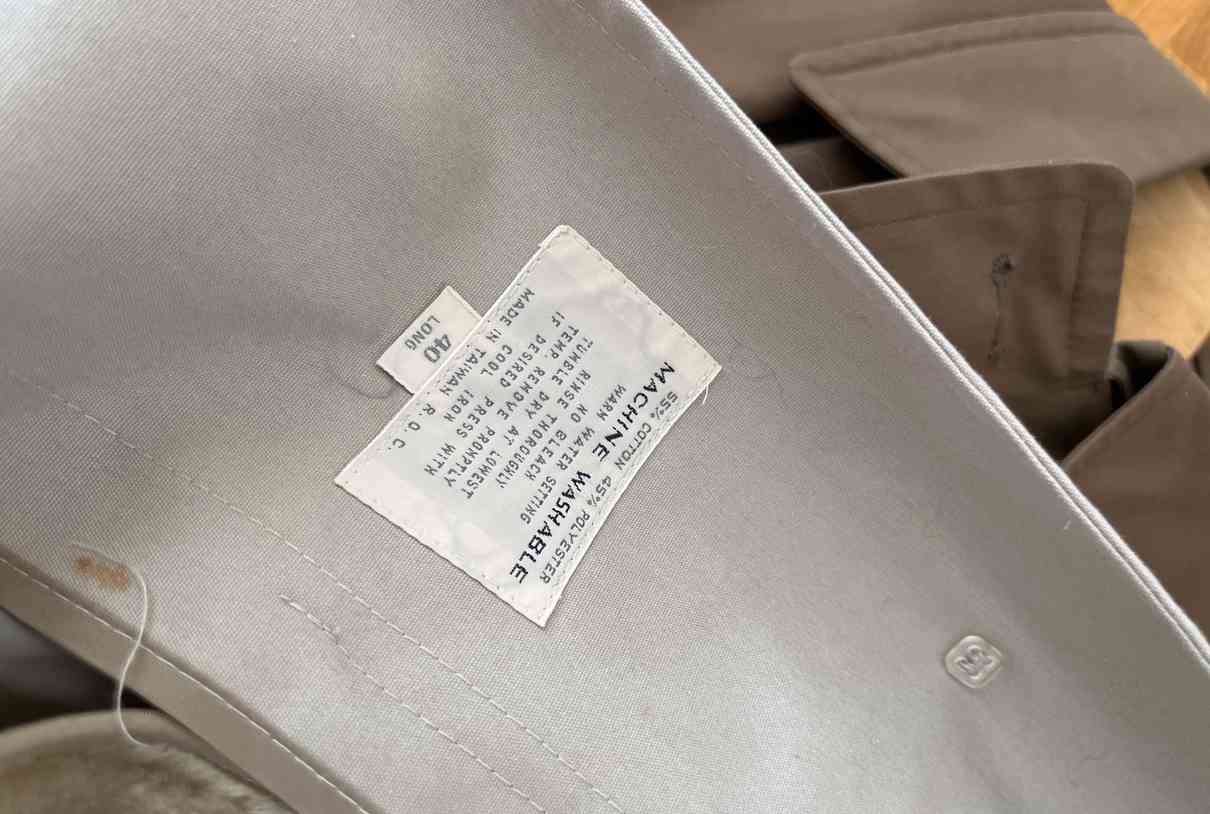 55% COTTON 45% POLYESTER
MACHINE WASHABLE
WARM WATER SETTING
NO BLEACH
RINSE THOROUGHLY
TUMBLE DRY AT LOWEST
TEMP. REMOVE PROMPTLY
IF DESIRED PRESS WITH
COOL IRON
MADE IN TAIWAN R.O.C.
40
LONG